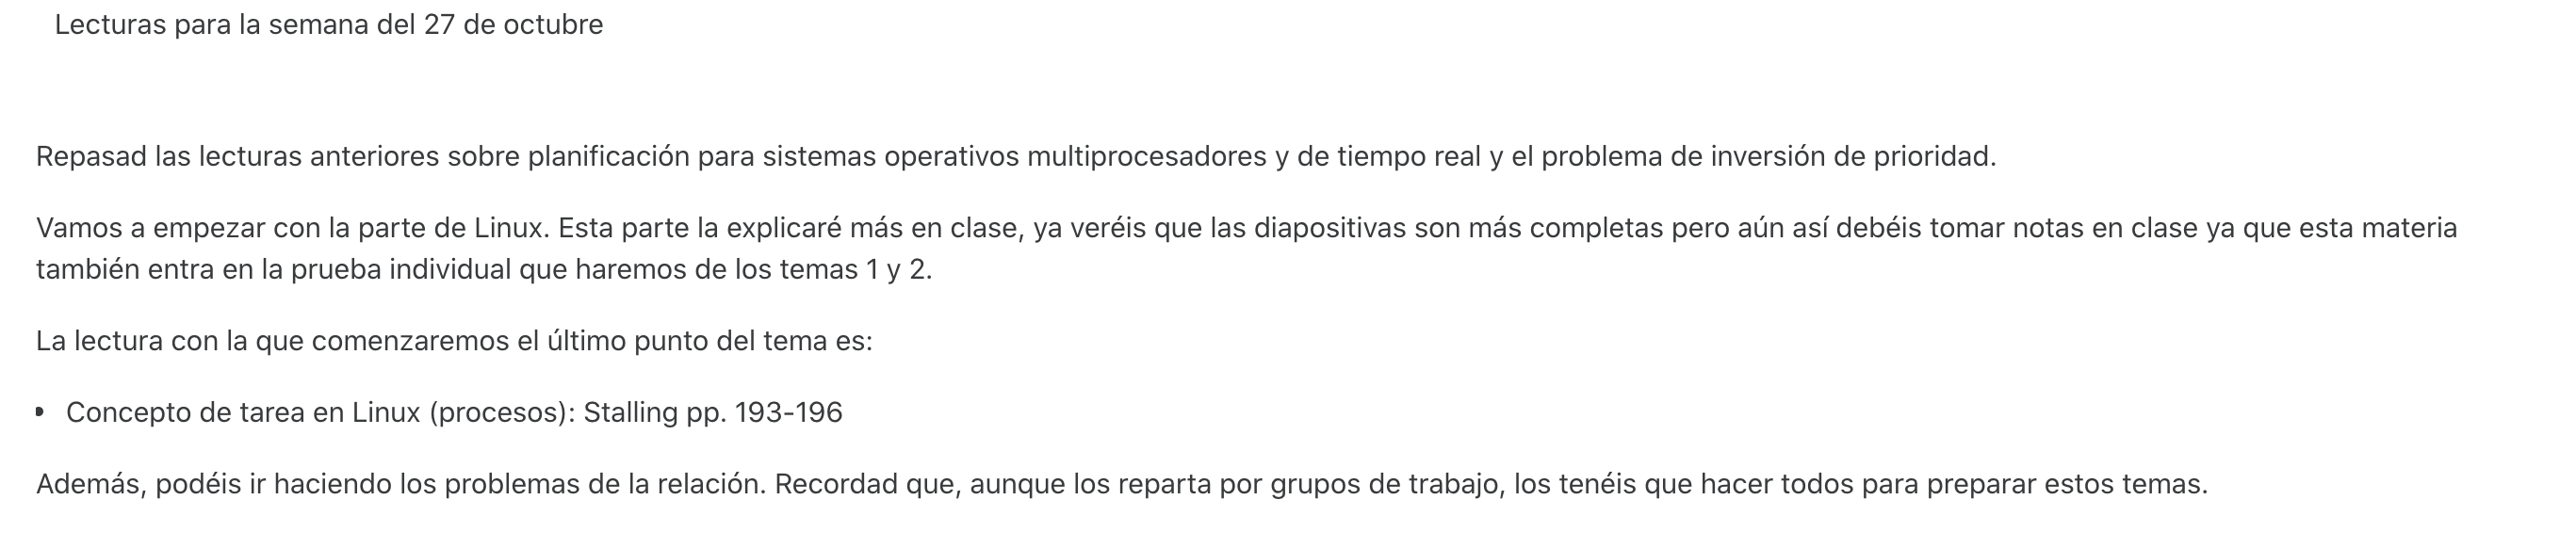 Lecturas para la semana del 27 de octubre
Repasad las lecturas anteriores sobre planificación para sistemas operativos multiprocesadores y de tiempo real y el problema de inversión de prioridad.
Vamos a empezar con la parte de Linux. Esta parte la explicaré más en clase, ya veréis que las diapositivas son más completas pero aún así debéis tomar notas en clase ya que esta materia
también entra en la prueba individual que haremos de los temas 1 y 2.
La lectura con la que comenzaremos el último punto del tema es:
• Concepto de tarea en Linux (procesos): Stalling pp. 193-196
Además, podéis ir haciendo los problemas de la relación. Recordad que, aunque los reparta por grupos de trabajo, los tenéis que hacer todos para preparar estos temas.